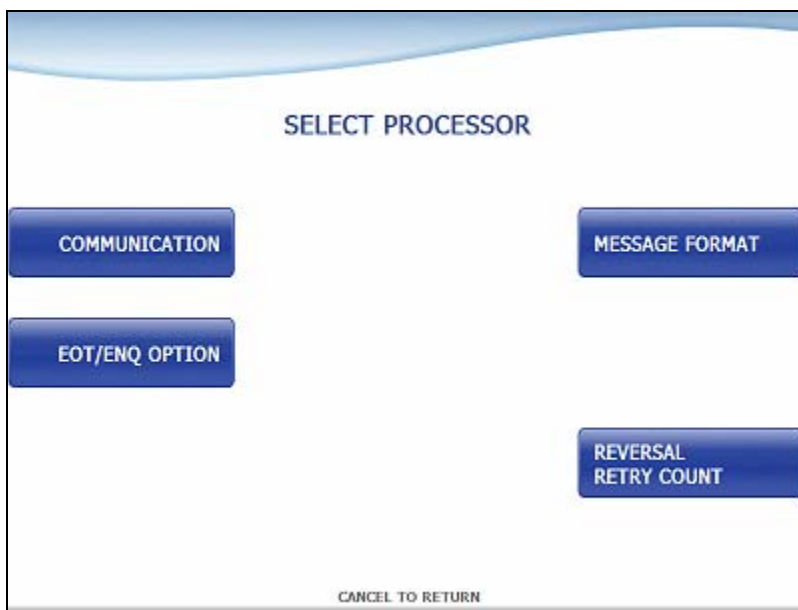 SELECT PROCESSOR
COMMUNICATION
MESSAGE FORMAT
EOT/ENQ OPTION
REVERSAL
RETRY COUNT
CANCEL TO RETURN